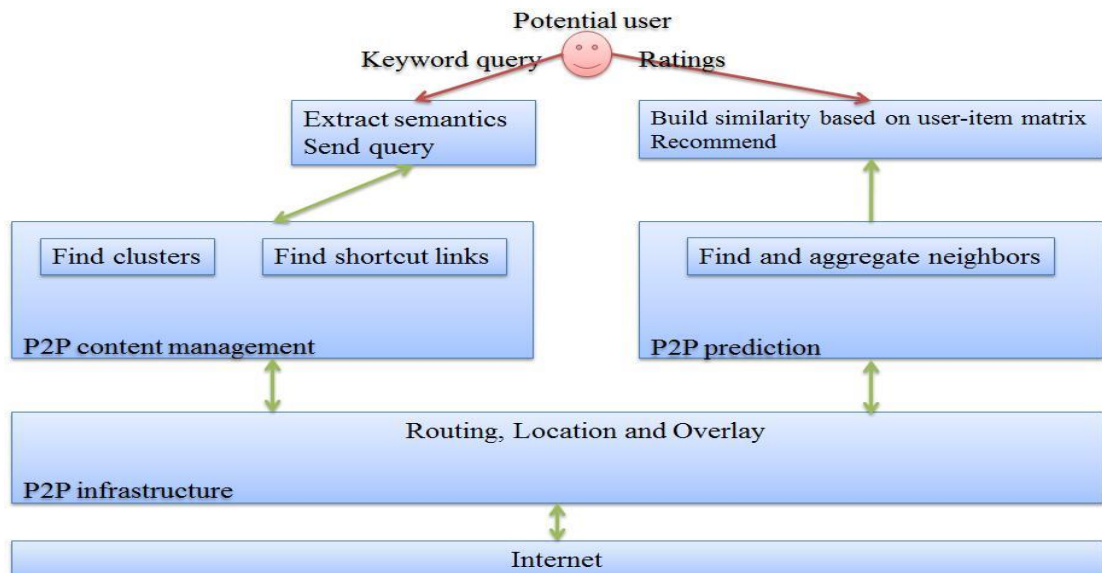 Potential user
Keyword query
Ratings
Extract semantics
Send query
Build similarity based on user-item matrix
Recommend
Find clusters
Find shortcut links
P2P content management
Find and aggregate neighbors
P2P prediction
Routing, Location and Overlay
P2P infrastructure
Internet